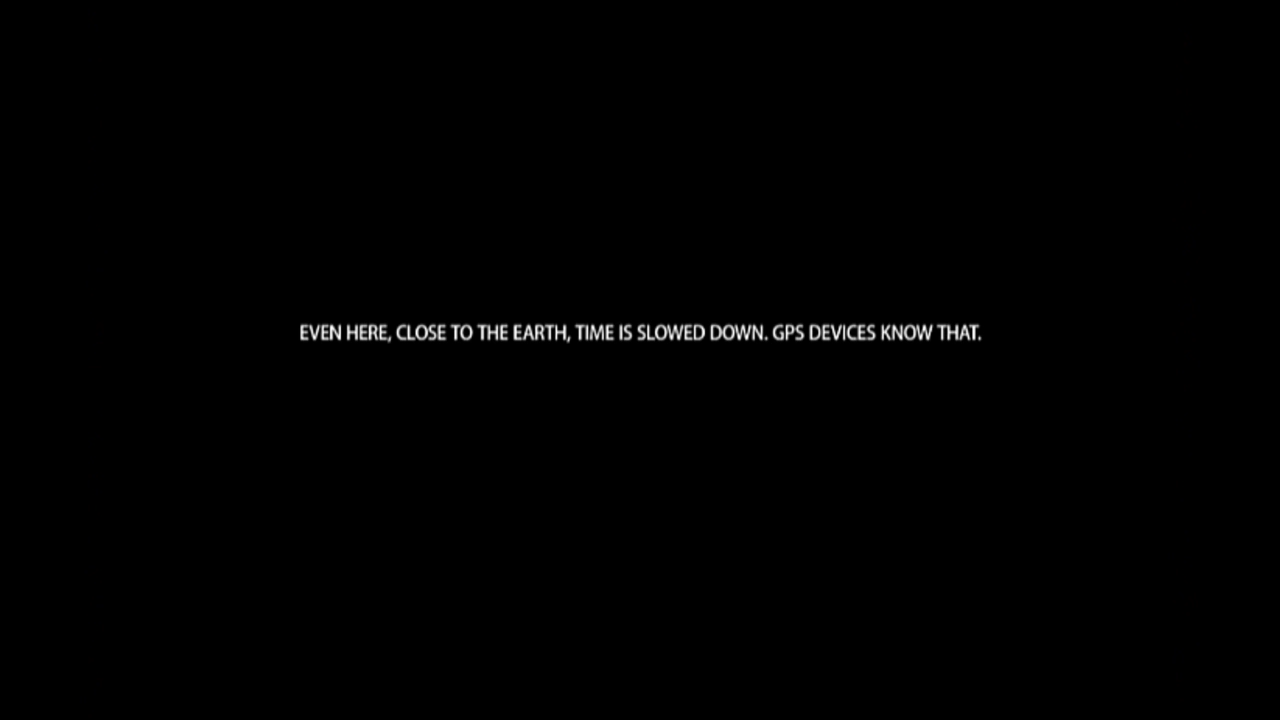 EVEN HERE, CLOSE TO THE EARTH, TIME IS SLOWED DOWN. GPS DEVICES KNOW THAT.